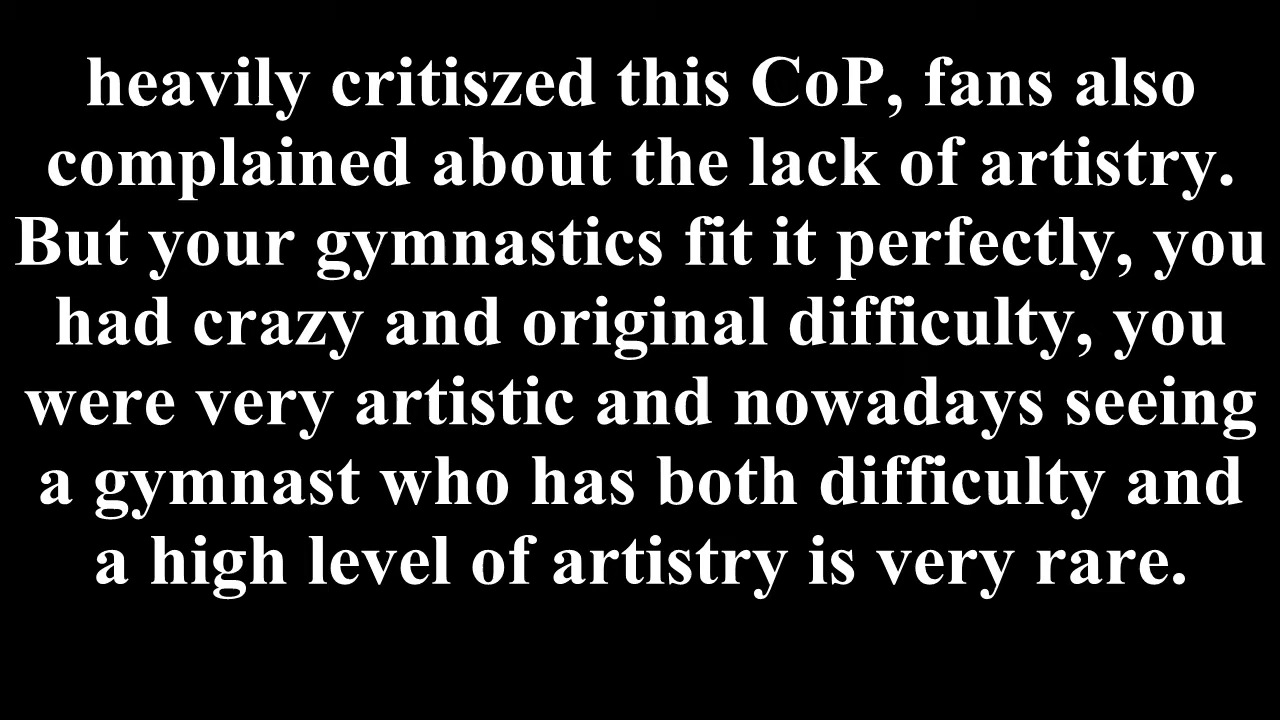 heavily critiszed this CoP, fans also
complained about the lack of artistry.
But your gymnastics fit it perfectly, you
had crazy and original difficulty, you
were very artistic and nowadays seeing
a gymnast who has both difficulty and
a high level of artistry is very rare.